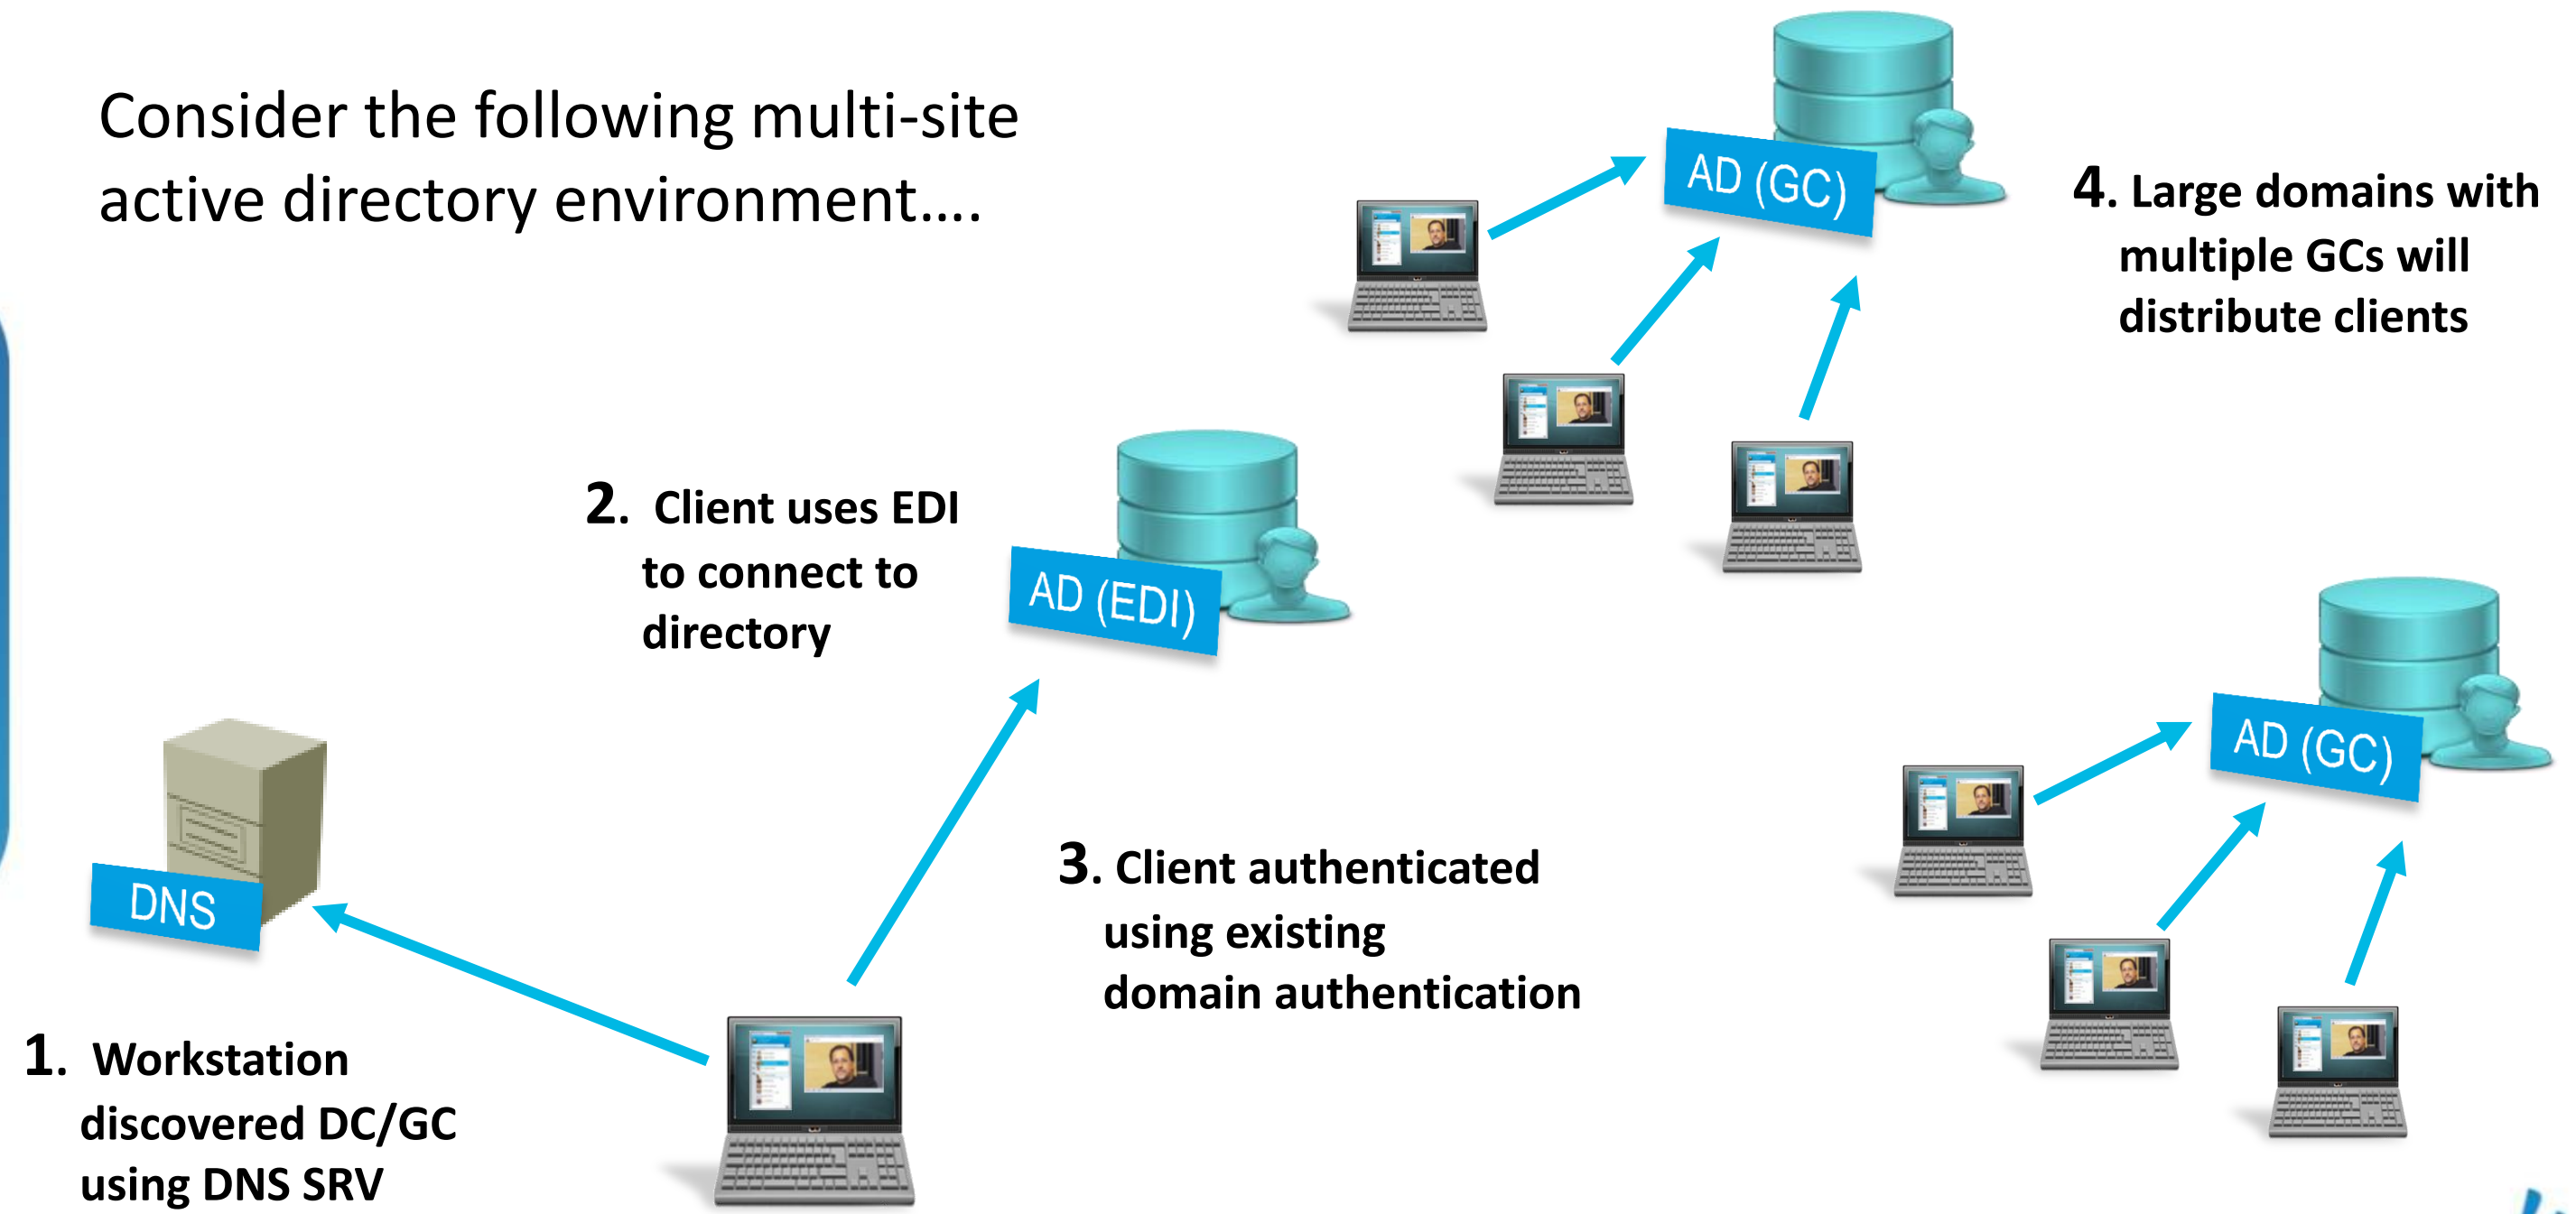 Consider the following multi-site
active directory environment....
AD (GC)
4. Large domains with
multiple GCs will
distribute clients
2. Client uses EDI
to connect to
directory
AD (EDI)
AD (GC)
DNS
3. Client authenticated
using existing
domain authentication
1. Workstation
discovered DC/GC
using DNS SRV